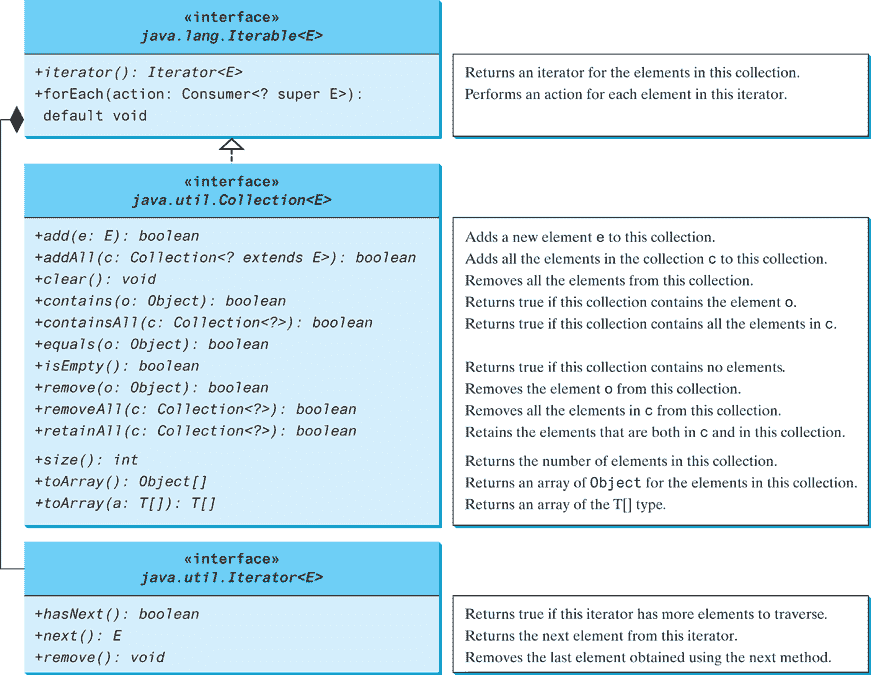 «interface»
java.lang.Iterable<E>
+iterator(): Iterator<E>
+forEach(action: Consumer<? super E>):
default void
Returns an iterator for the elements in this collection.
Performs an action for each element in this iterator.
«interface»
java.util.Collection<E>
+add(e: E): boolean
+addAll(c: Collection<? extends E>): boolean
+clear(): void
+contains(o: Object): boolean
+containsAll(c: Collection<?>): boolean
+equals(o: Object): boolean
+isEmpty(): boolean
+remove(o: Object): boolean
+removeAll(c: Collection<?>): boolean
+retainAll(c: Collection<?>): boolean
+size(): int
+toArray(): Object[]
+toArray(a: T[]): T[]
Adds a new element e to this collection.
Adds all the elements in the collection c to this collection.
Removes all the elements from this collection.
Returns true if this collection contains the element o.
Returns true if this collection contains all the elements in c.
Returns true if this collection contains no elements.
Removes the element o from this collection.
Removes all the elements in c from this collection.
Retains the elements that are both in c and in this collection.
Returns the number of elements in this collection.
Returns an array of Object for the elements in this collection.
Returns an array of the T[] type.
«interface»
java.util.Iterator<E>
+hasNext(): boolean
+next(): E
+remove(): void
Returns true if this iterator has more elements to traverse.
Returns the next element from this iterator.
Removes the last element obtained using the next method.